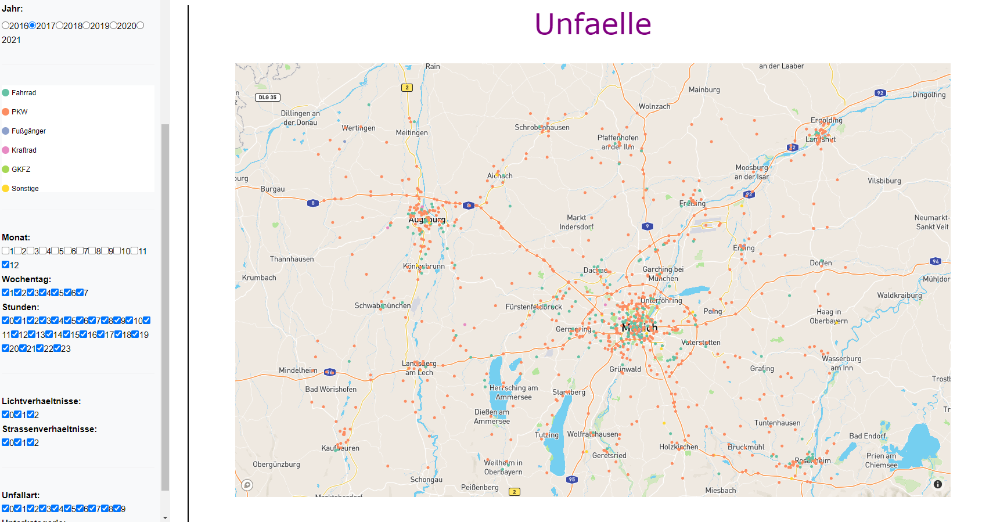 Jahr:
2016 2017 2018 2019 2020
2021
Fahrrad
PKW
Fußgänger
Kraftrad
GKFZ
Sonstige
Monat:
1 2 3 4 5 6 7 8 9 10 11
12
Wochentag:
1 2 3 4 5 6 7
Stunden:
0 1 2 3 4 5 6 7 8 9 10
11 12 13 14 15 16 17 18 19
20 21 22 23
Lichtverhaeltnisse:
0 1 2
Strassenverhaeltnisse:
0 1 2
Unfallart:
0 1 2 3 4 5 6 7 8 9
Unfaelle
Rain
an der Laaber
2
Mainburg
92
Dingolfing
DLG 35
Dillingen an
der Donau
Wolnzach
Wertingen
Meitingen
Schrobenhausen
Ergolding
Landshut
Pfaffenhofen
an der Ilm
Moosburg
an der Isar
Aichach
Vilsbiburg
Burgau
92
8
Freising
Augsburg
Markt
Indersdorf
9
Neumarkt-
Sankt Veit
Erding
Thannhausen
Königsbrunn
Dachau
Garching bei
München
Dorfen
94
Krumbach
Waldkraiburg
Schwabmünchen
Fürstenfeldbruck
Unterföhring
Poing
Haag in
Oberbayern
Germering
Munich
Vaterstetten
Landsberg
am Lech
Mindelheim
Grünwald
Grafing
Wasserburg
am Inn
Bad Wörishofen
Herrsching am
Ammersee
Starnberg
Dießen am
Ammersee
Tuntenhausen
Tutzing
Wolfratshausen
Bad Endorf
Kaufbeuren
Holzkirchen
Bruckmühl
Geretsried
Rosenheim
Prien am
Chiemsee
Obergünzburg
Weilheim in
Oberbayern
Schongau
95
Peißenberg
2
Miesbach